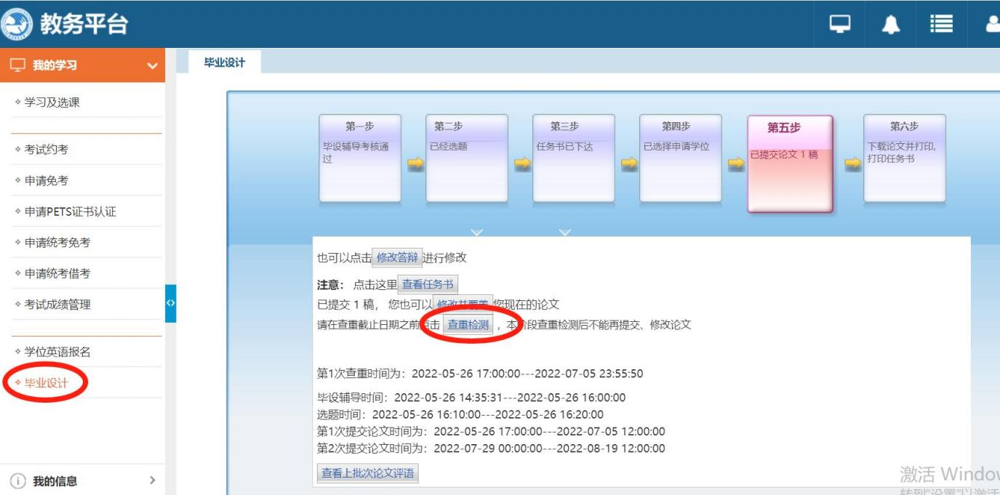 教务平台
我的学习
毕业设计
学习及选课
考试约考
申请免考
申请PETS证书认证
申请统考免考
申请统考借考
考试成绩管理
学位英语报名
毕业设计
我的信息
第一步
毕设辅导考核通
过
第二步
已经选题
第三步
任务书已下达
第四步
已选择申请学位
第五步
已提交论文 1 稿
第六步
下载论文并打印,
打印任务书
也可以点击 修改答辩 进行修改
注意： 点击这里 查看任务书
已提交 1 稿， 您也可以 修改并覆盖 您现在的论文
请在查重截止日期之前点击 查重检测 ，本阶段查重检测后不能再提交、修改论文
第1次查重时间为：2022-05-26 17:00:00---2022-07-05 23:55:50
毕设辅导时间：2022-05-26 14:35:31---2022-05-26 16:00:00
选题时间：2022-05-26 16:10:00---2022-05-26 16:20:00
第1次提交论文时间为：2022-05-26 17:00:00---2022-07-05 12:00:00
第2次提交论文时间为：2022-07-29 00:00:00---2022-08-19 12:00:00
查看上批次论文评语
激活 Window
转到"设置"以激活